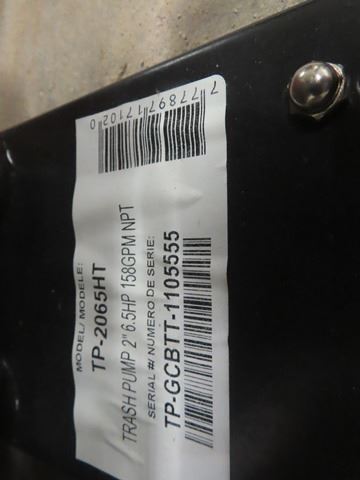 7 77897 17102 0
MODEL/ MODELE:
TP-2065HT
TRASH PUMP 2" 6.5HP 158GPM NPT
SERIAL #/ NUMERO DE SERIE:
TP-GCBTT-1105555